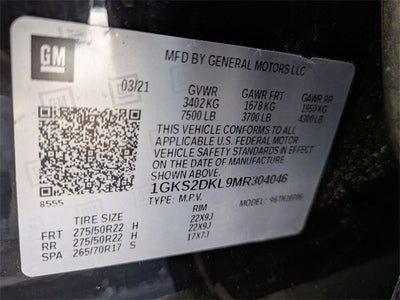 GM
MFD BY GENERAL MOTORS LLC
03/21
GVWR GAWR FRT GAWR RR
3402 KG 1678 KG 1950 KG
7500 LB 3700 LB 4300 LB
THIS VEHICLE CONFORMS TO ALL
APPLICABLE U.S. FEDERAL MOTOR
VEHICLE SAFETY STANDARDS IN EFFECT
ON THE DATE OF MANUFACTURE
SHOWN ABOVE.
1GKS2DKL9MR304046
8555
TYPE: M.P.V. MODEL:
TIRE SIZE RIM
FRT 275/50R22 H 22X9J
RR 275/50R22 H 22X9J
SPA 265/70R17 S 17X7J